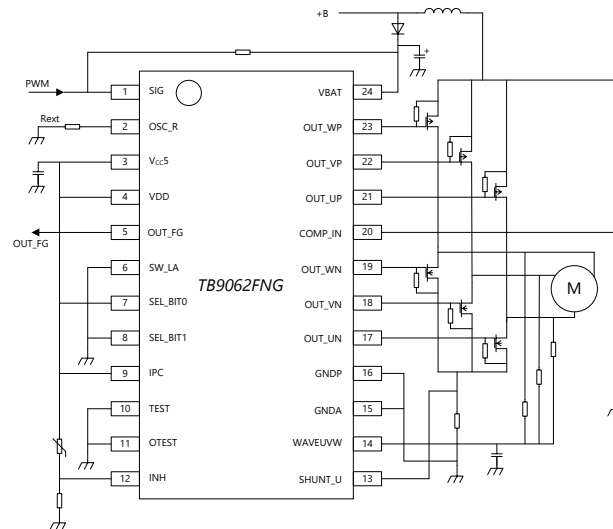 +B
PWM
1 SIG VBAT 24
Rext
2 OSC_R OUT_WP 23
3 VCC5 OUT_VP 22
4 VDD OUT_UP 21
5 OUT_FG COMP_IN 20
OUT_FG
6 SW_LA OUT_WN 19
TB9062FNG
M
7 SEL_BIT0 OUT_VN 18
8 SEL_BIT1 OUT_UN 17
9 IPC GNDP 16
10 TEST GNDA 15
11 OTEST WAVEUVW 14
12 INH SHUNT_U 13
+